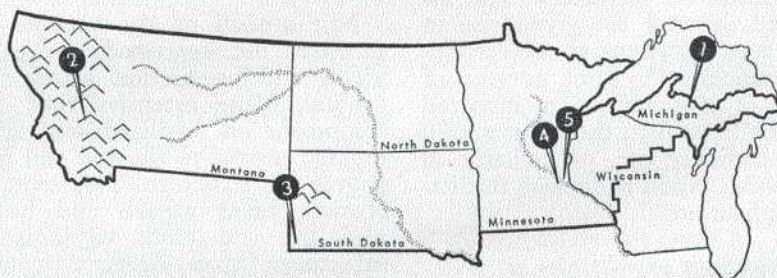 1
2
5
4
Michigan
North Dakota
Wisconsin
Montana
3
Minnesota
South Dakota